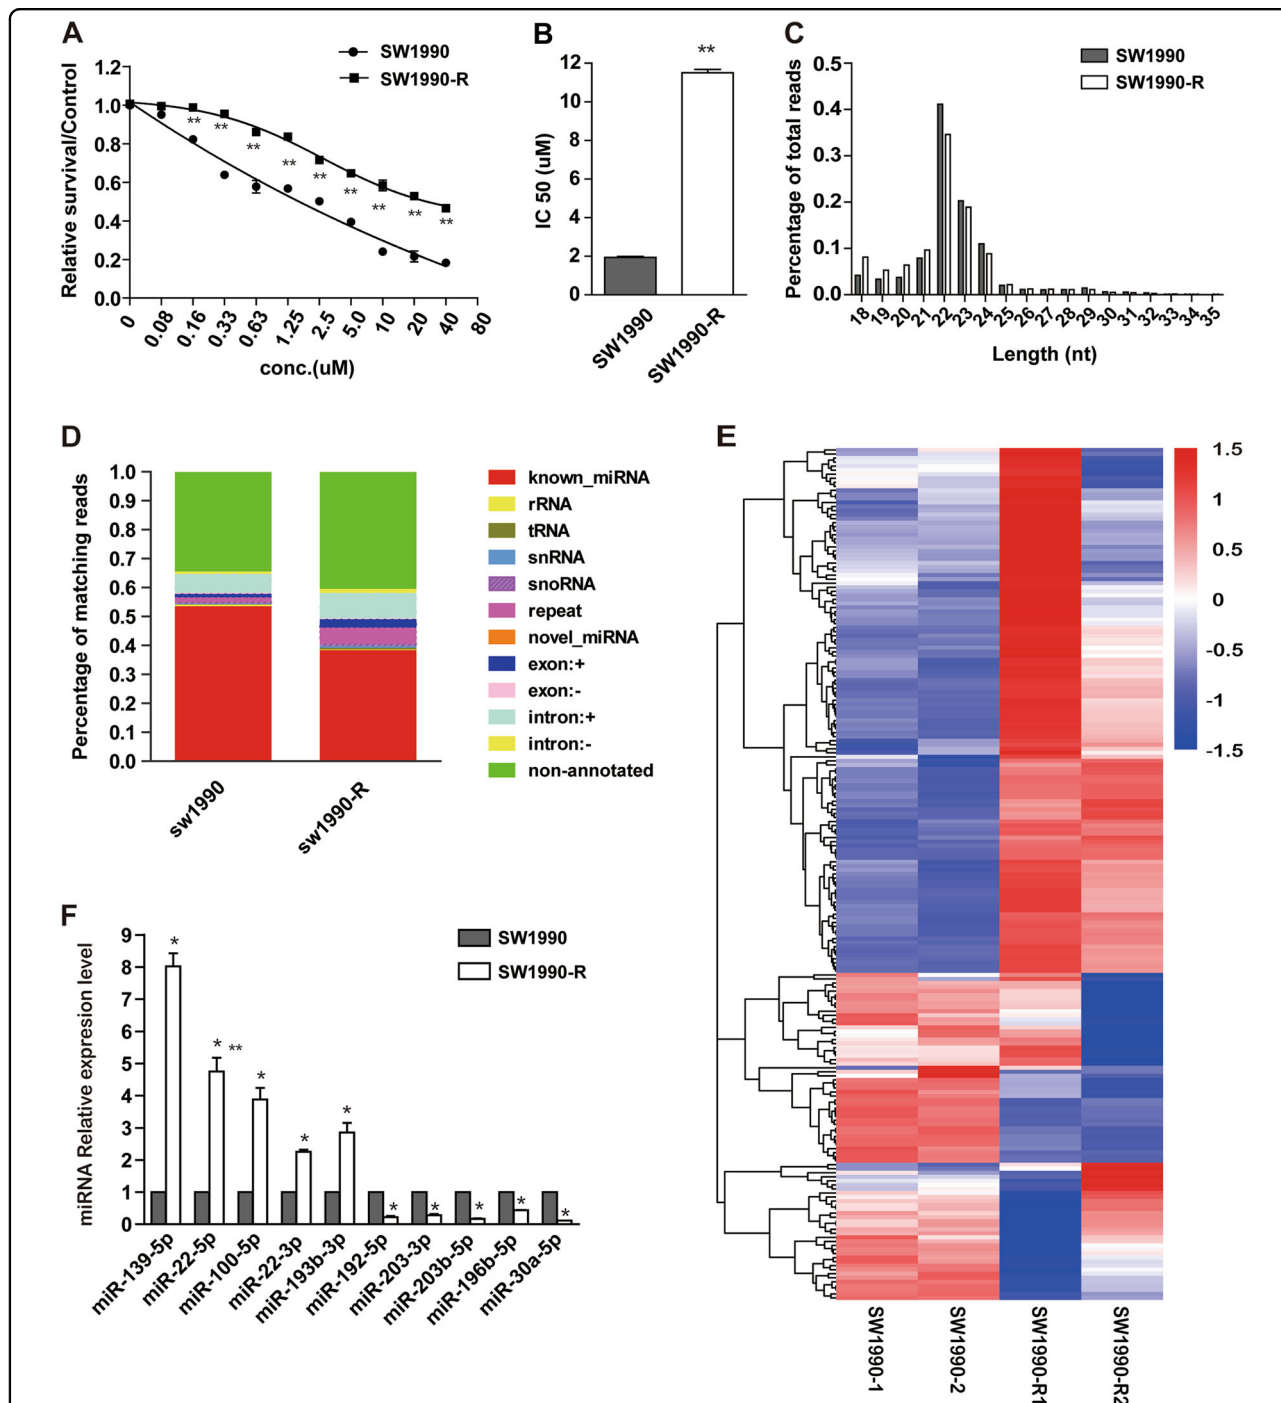 A
SW1990
SW1990-R
Relative survival/Control
1.2
1.0
0.8
0.6
0.4
0.2
0.0
** ** ** ** ** ** ** ** **
0 0.08 0.16 0.33 0.63 1.25 2.5 5.0 10 20 40 80
conc.(uM)
B
**
IC 50 (uM)
12
10
8
6
4
2
0
SW1990
SW1990-R
C
SW1990
SW1990-R
Percentage of total reads
0.5
0.4
0.3
0.2
0.1
0.0
18 19 20 21 22 23 24 25 26 27 28 29 30 31 32 33 34 35
Length (nt)
D
Percentage of matching reads
1.0
0.9
0.8
0.7
0.6
0.5
0.4
0.3
0.2
0.1
0.0
sw1990
sw1990-R
known_miRNA
rRNA
tRNA
snRNA
snoRNA
repeat
novel_miRNA
exon:+
exon:-
intron:+
intron:-
non-annotated
E
1.5
1
0.5
0
-0.5
-1
-1.5
SW1990-1
SW1990-2
SW1990-R1
SW1990-R2
F
SW1990
SW1990-R
miRNA Relative expresion level
9
8
7
6
5
4
3
2
1
0
* * ** * * * * * * * *
miR-139-5p
miR-22-5p
miR-100-5p
miR-22-3p
miR-193b-3p
miR-192-5p
miR-203-3p
miR-203b-5p
miR-196b-5p
miR-30a-5p